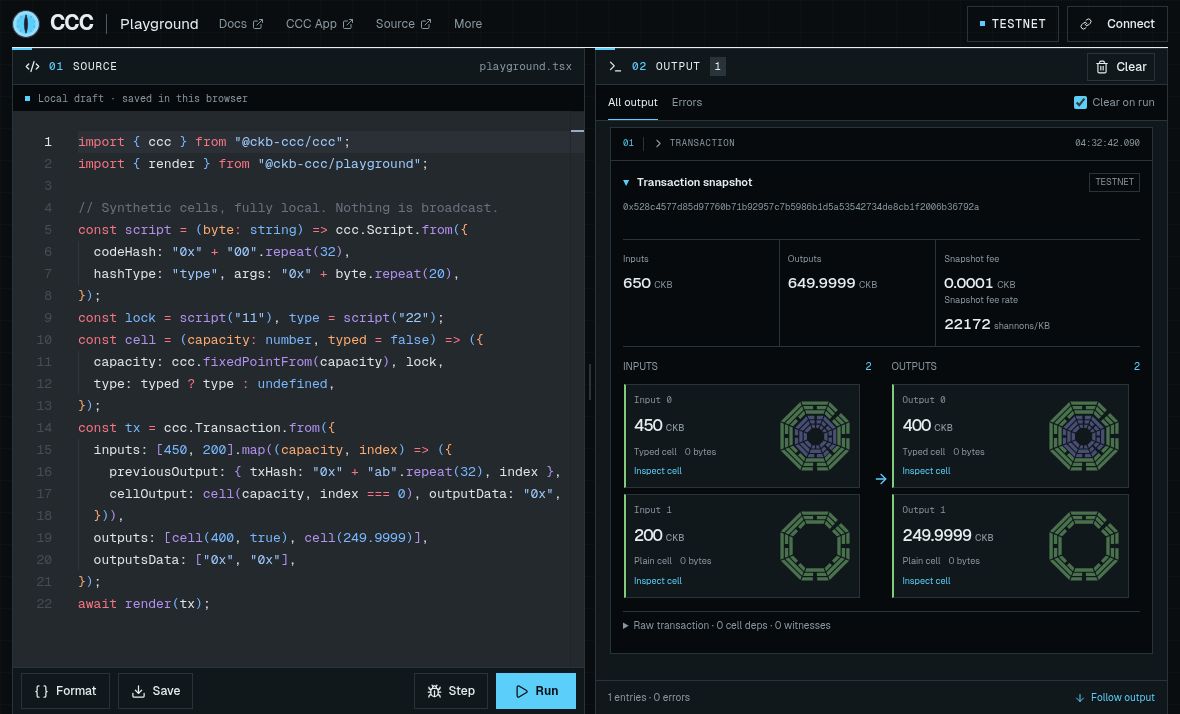 CCC Playground Docs CCC App Source More TESTNET Connect
01 SOURCE playground.tsx
Local draft · saved in this browser
1 import { ccc } from "@ckb-ccc/ccc";
2 import { render } from "@ckb-ccc/playground";
3
4 // Synthetic cells, fully local. Nothing is broadcast.
5 const script = (byte: string) => ccc.Script.from({
6 codeHash: "0x" + "00".repeat(32),
7 hashType: "type", args: "0x" + byte.repeat(20),
8 });
9 const lock = script("11"), type = script("22");
10 const cell = (capacity: number, typed = false) => ({
11 capacity: ccc.fixedPointFrom(capacity), lock,
12 type: typed ? type : undefined,
13 });
14 const tx = ccc.Transaction.from({
15 inputs: [450, 200].map((capacity, index) => ({
16 previousOutput: { txHash: "0x" + "ab".repeat(32), index },
17 cellOutput: cell(capacity, index === 0), outputData: "0x",
18 })),
19 outputs: [cell(400, true), cell(249.9999)],
20 outputsData: ["0x", "0x"],
21 });
22 await render(tx);
Format Save Step Run
02 OUTPUT 1 Clear
All output Errors Clear on run
01 TRANSACTION 04:32:42.090
Transaction snapshot TESTNET
0x528c4577d85d97760b71b92957c7b5986b1d5a53542734de8cb1f2006b36792a
Inputs Outputs Snapshot fee
650 CKB 649.9999 CKB 0.0001 CKB
Snapshot fee rate
22172 shannons/KB
INPUTS 2 OUTPUTS 2
Input 0 Output 0
450 CKB 400 CKB
Typed cell 0 bytes Typed cell 0 bytes
Inspect cell Inspect cell
Input 1 Output 1
200 CKB 249.9999 CKB
Plain cell 0 bytes Plain cell 0 bytes
Inspect cell Inspect cell
Raw transaction · 0 cell deps · 0 witnesses
1 entries · 0 errors Follow output